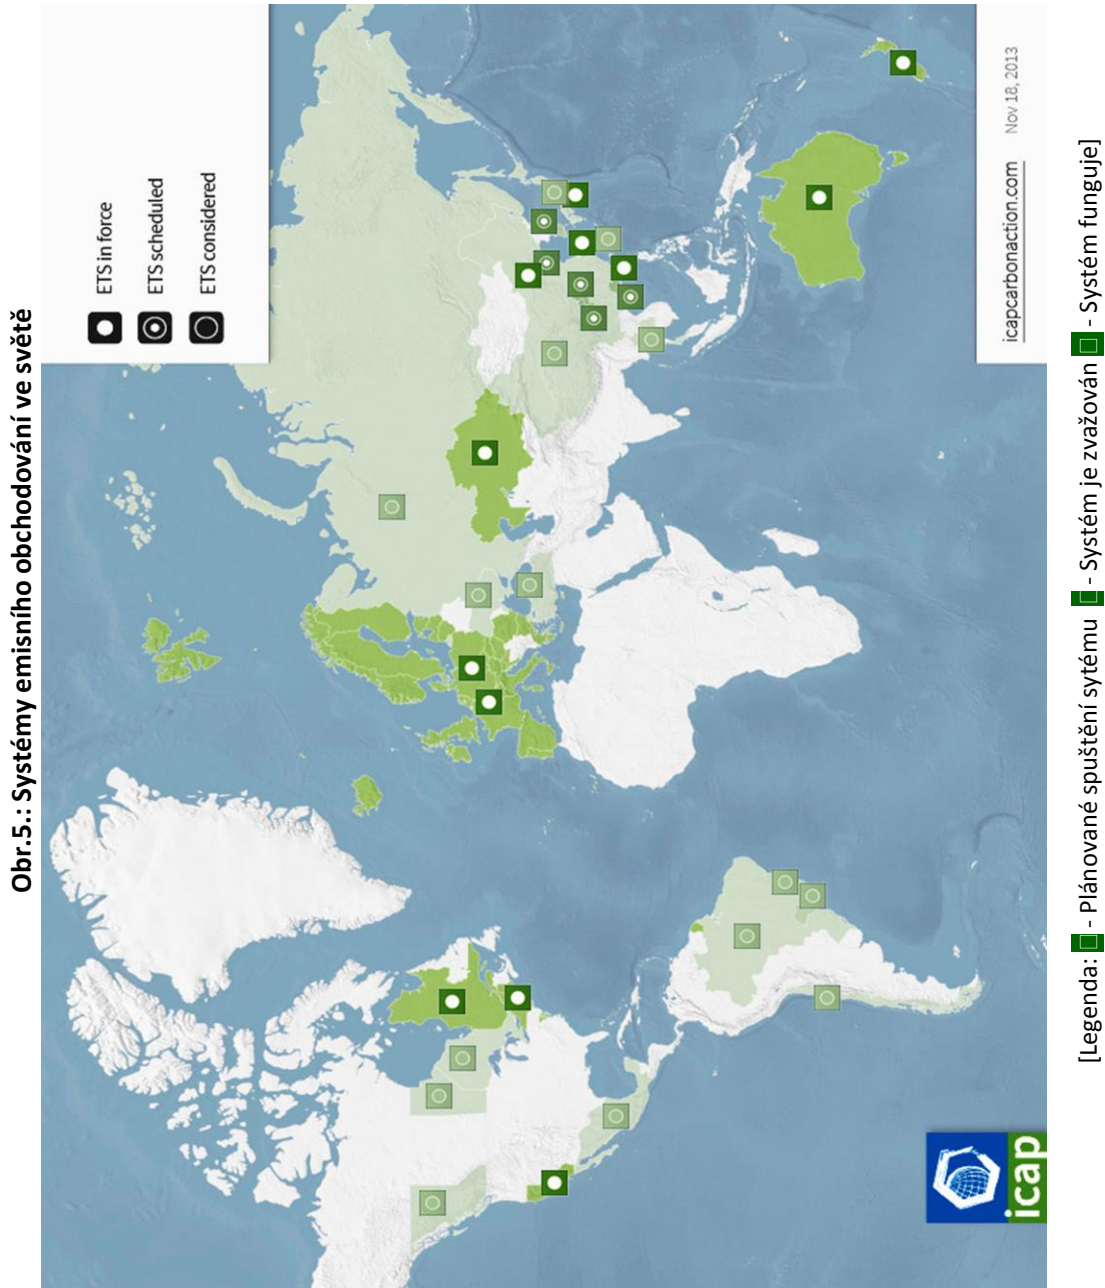 Obr.5.: Systémy emisního obchodování ve světě
ETS in force
ETS scheduled
ETS considered
icapcarbonaction.com Nov 18, 2013
icap
[Legenda: - Plánované spuštění sytému - Systém je zvažován - Systém funguje]